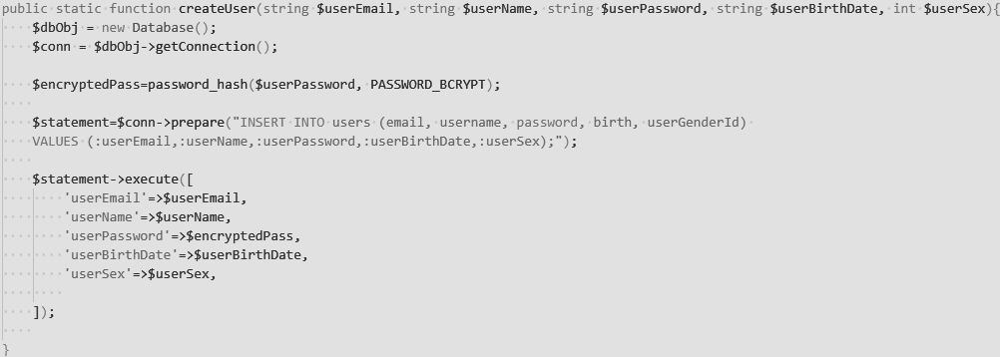 public static function createUser(string $userEmail, string $userName, string $userPassword, string $userBirthDate, int $userSex){
    $dbObj = new Database();
    $conn = $dbObj->getConnection();

    $encryptedPass=password_hash($userPassword, PASSWORD_BCRYPT);

    $statement=$conn->prepare("INSERT INTO users (email, username, password, birth, userGenderId)
    VALUES (:userEmail,:userName,:userPassword,:userBirthDate,:userSex);");

    $statement->execute([
        'userEmail'=>$userEmail,
        'userName'=>$userName,
        'userPassword'=>$encryptedPass,
        'userBirthDate'=>$userBirthDate,
        'userSex'=>$userSex,

    ]);

}